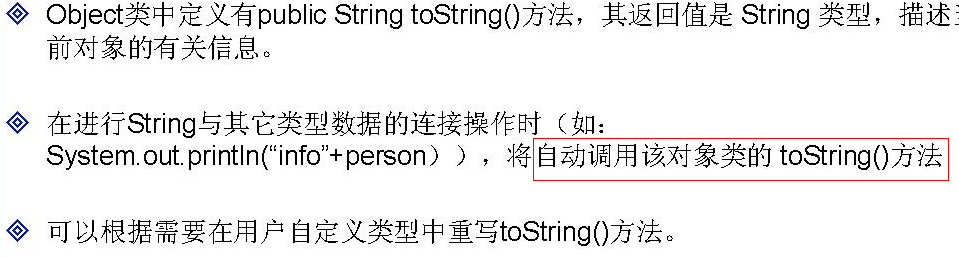 Object类中定义有public String toString()方法，其返回值是 String 类型，描述
前对象的有关信息。
在进行String与其它类型数据的连接操作时（如：
System.out.println(“info”+person）），将自动调用该对象类的 toString()方法
可以根据需要在用户自定义类型中重写toString()方法。